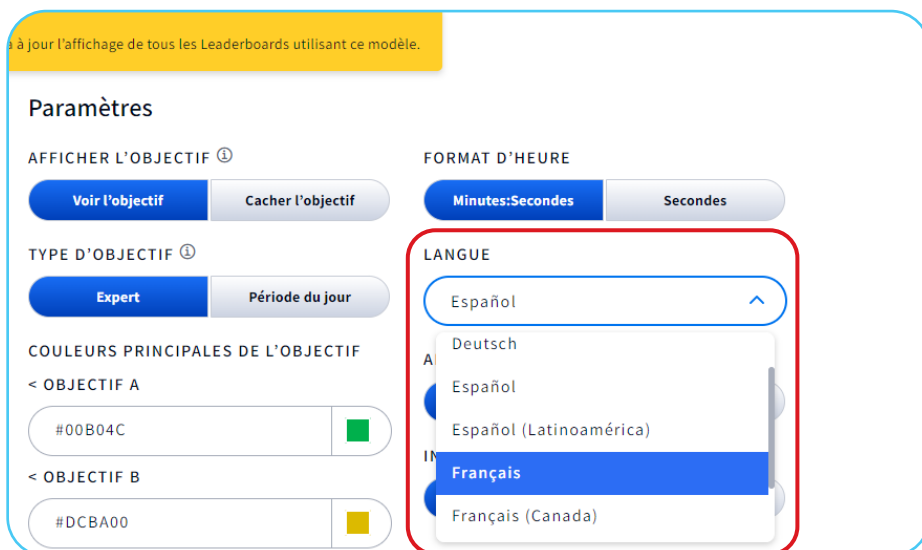 à jour l’affichage de tous les Leaderboards utilisant ce modèle.
Paramètres
AFFICHER L’OBJECTIF
Voir l’objectif
Cacher l’objectif
TYPE D’OBJECTIF
Expert
Période du jour
COULEURS PRINCIPALES DE L’OBJECTIF
< OBJECTIF A
#00B04C
< OBJECTIF B
#DCBA00
FORMAT D’HEURE
Minutes:Secondes
Secondes
LANGUE
Español
Deutsch
Español
Español (Latinoamérica)
Français
Français (Canada)